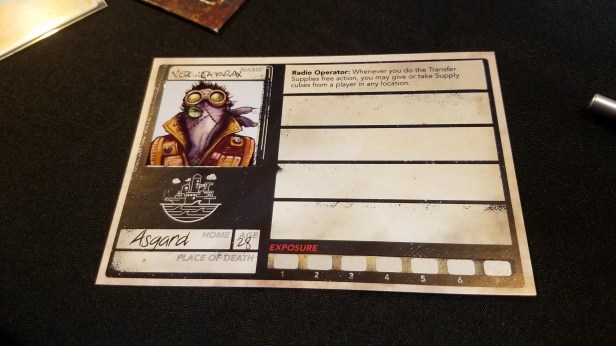 NAME
Radio Operator: Whenever you do the Transfer
Supplies free action, you may give or take Supply
cubes from a player in any location.
Asgard HOME AGE 28
PLACE OF DEATH
EXPOSURE
1 2 3 4 5 6